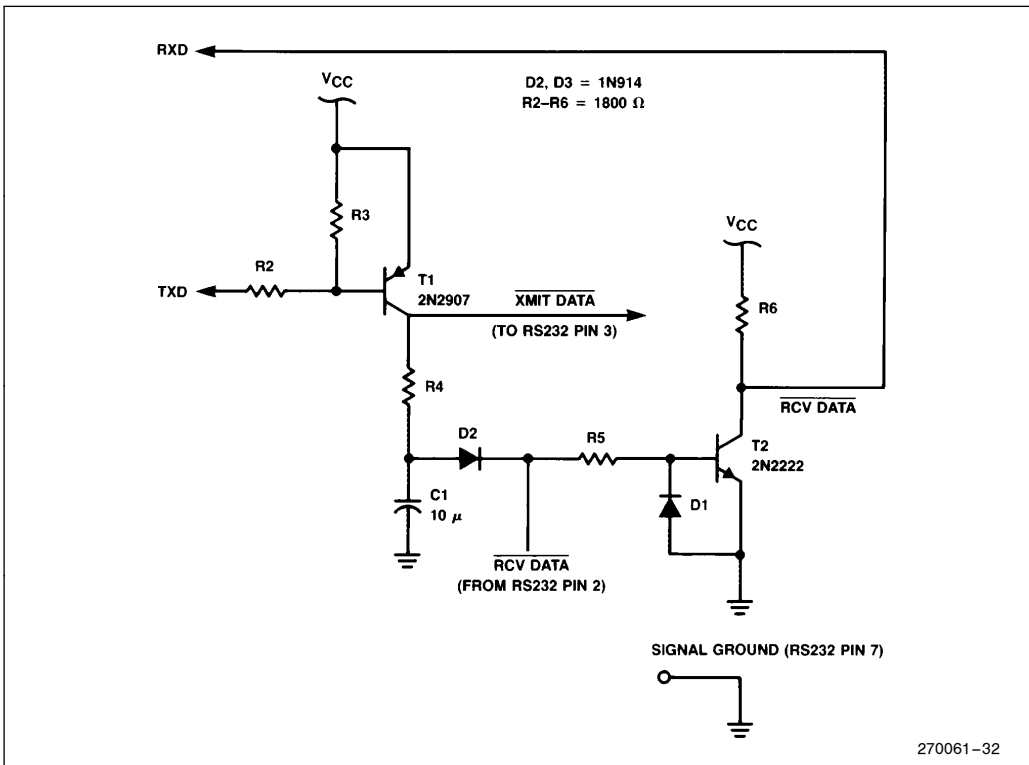 RXD
VCC
D2, D3 = 1N914
R2–R6 = 1800 Ω
R3
VCC
R2
T1
TXD
2N2907
XMIT DATA
(TO RS232 PIN 3)
R6
R4
RCV DATA
D2
R5
T2
2N2222
C1
10 μ
D1
RCV DATA
(FROM RS232 PIN 2)
SIGNAL GROUND (RS232 PIN 7)
270061–32